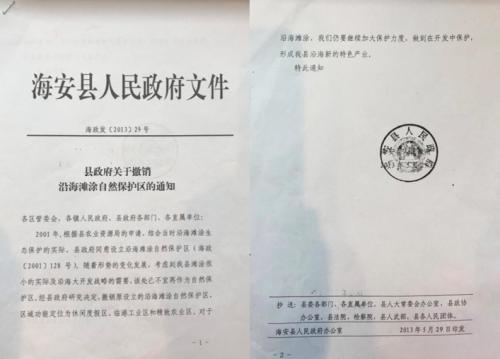 海安县人民政府文件
海政发〔2013〕29号
县政府关于撤销
沿海滩涂自然保护区的通知
各区管委会，各镇人民政府，县政府各部门、各直属单位：
2001年，根据县农业资源局的申请，结合当时沿海滩涂生
态保护的实际，县政府同意设立沿海滩涂自然保护区（海政
〔2001〕128号）。随着形势的变化发展，考虑到我县滩涂很
小的实际及沿海大开发战略的需要，该处已不宜再作为自然保
护区，经县政府研究决定，撤销原设立的沿海滩涂自然保护区，
区域功能定位为休闲度假区、临港工业区和精致农业区。对于
- 1 -
沿海滩涂，我们仍要继续加大保护力度，做到在开发中保护，
形成我县沿海新的特色产业。
特此通知
海安县人民政府
抄送：县委各部门、各直属单位，县人大常委会办公室，县政协
办公室，县法院，检察院，县人武部，县各人民团体。
海安县人民政府办公室 2013年5月29日印发
- 2 -